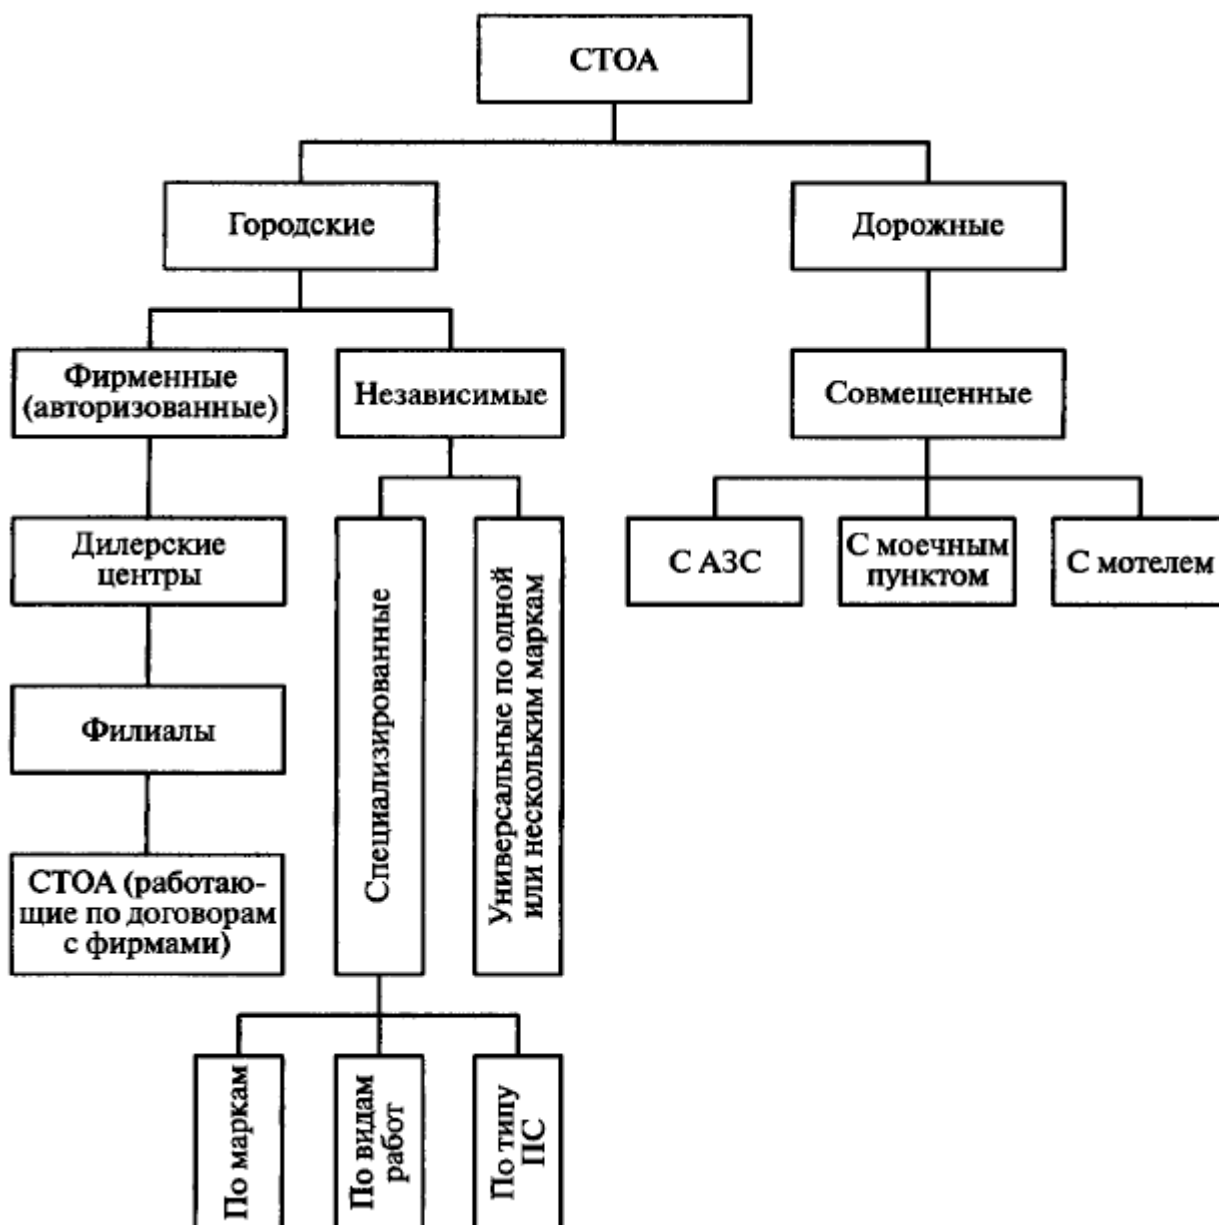 СТОА
Городские
Дорожные
Фирменные
(авторизованные)
Независимые
Совмещенные
Дилерские
центры
Специализированные
Универсальные по одной
или нескольким маркам
С АЗС
С моечным
пунктом
С мотелем
Филиалы
СТОА (работаю-
щие по договорам
с фирмами)
По маркам
По видам
работ
По типу
ПС